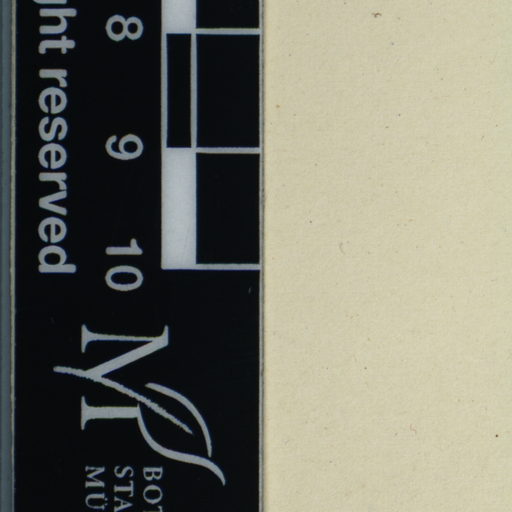 8
9
10
ght reserved
M
BOT
STA
MÜ